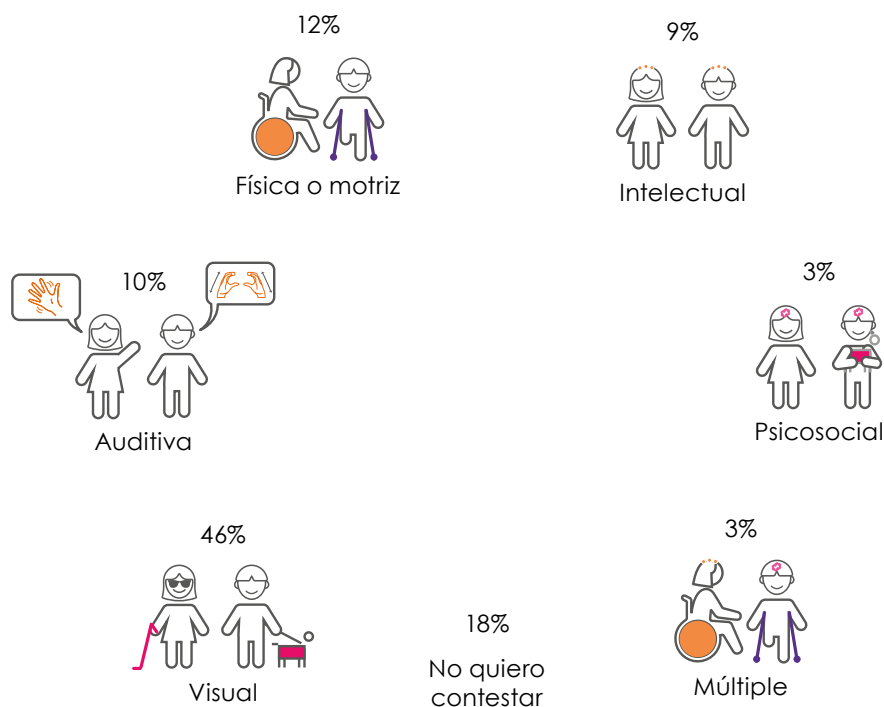 12%
Física o motriz
9%
Intelectual
10%
Auditiva
3%
Psicosocial
46%
Visual
18%
No quiero
contestar
3%
Múltiple